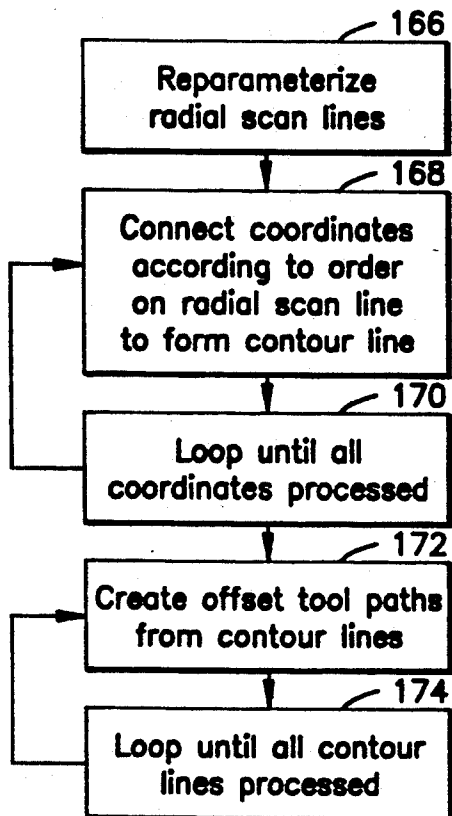 166
Reparameterize
radial scan lines
168
Connect coordinates
according to order
on radial scan line
to form contour line
170
Loop until all
coordinates processed
172
Create offset tool paths
from contour lines
174
Loop until all contour
lines processed